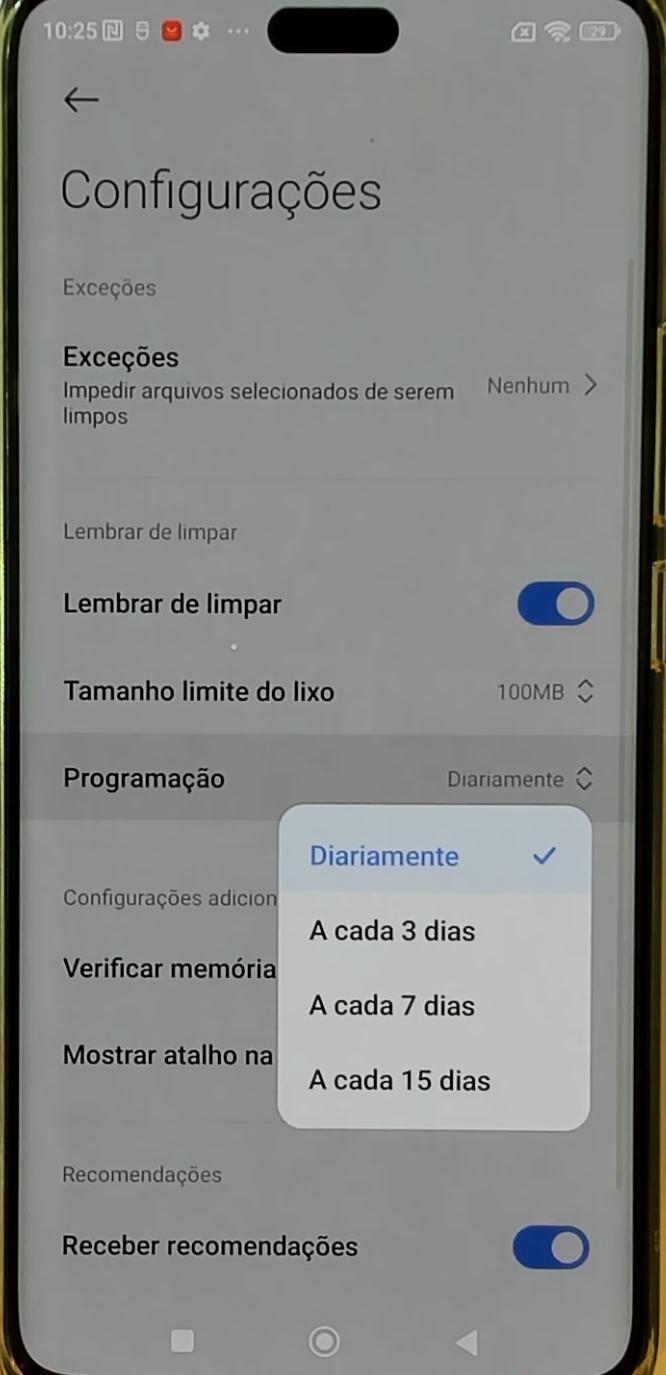 10:25
29
Configurações
Exceções
Exceções
Impedir arquivos selecionados de serem
limpos
Nenhum
Lembrar de limpar
Lembrar de limpar
Tamanho limite do lixo
100MB
Programação
Diariamente
Diariamente
A cada 3 dias
A cada 7 dias
A cada 15 dias
Configurações adicion
Verificar memória
Mostrar atalho na
Recomendações
Receber recomendações